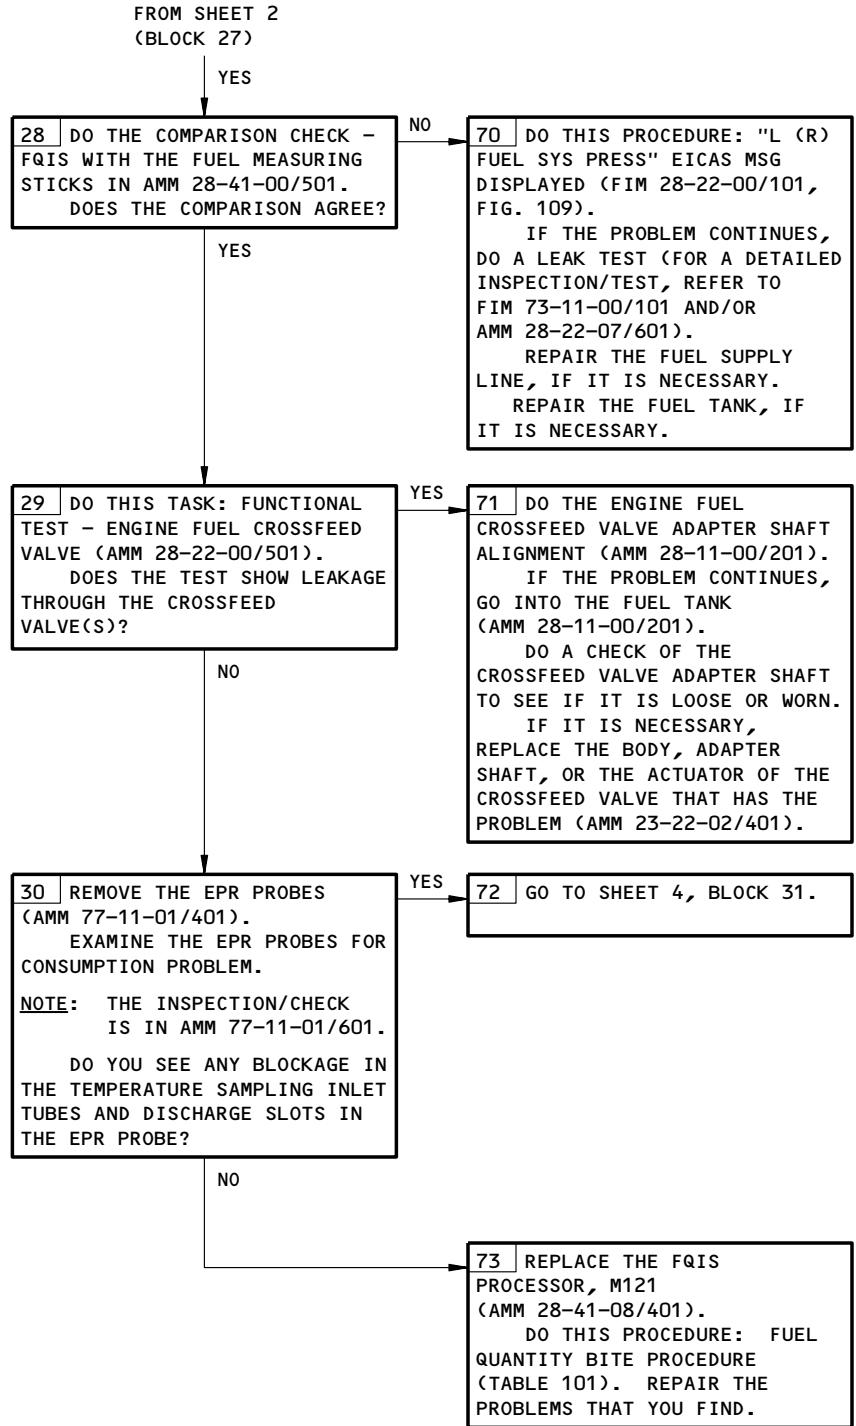 FROM SHEET 2
(BLOCK 27)
YES
28 DO THE COMPARISON CHECK –
FQIS WITH THE FUEL MEASURING
STICKS IN AMM 28-41-00/501.
DOES THE COMPARISON AGREE?
NO
70 DO THIS PROCEDURE: "L (R)
FUEL SYS PRESS" EICAS MSG
DISPLAYED (FIM 28-22-00/101,
FIG. 109).
IF THE PROBLEM CONTINUES,
DO A LEAK TEST (FOR A DETAILED
INSPECTION/TEST, REFER TO
FIM 73-11-00/101 AND/OR
AMM 28-22-07/601).
REPAIR THE FUEL SUPPLY
LINE, IF IT IS NECESSARY.
REPAIR THE FUEL TANK, IF
IT IS NECESSARY.
YES
29 DO THIS TASK: FUNCTIONAL
TEST – ENGINE FUEL CROSSFEED
VALVE (AMM 28-22-00/501).
DOES THE TEST SHOW LEAKAGE
THROUGH THE CROSSFEED
VALVE(S)?
YES
71 DO THE ENGINE FUEL
CROSSFEED VALVE ADAPTER SHAFT
ALIGNMENT (AMM 28-11-00/201).
IF THE PROBLEM CONTINUES,
GO INTO THE FUEL TANK
(AMM 28-11-00/201).
DO A CHECK OF THE
CROSSFEED VALVE ADAPTER SHAFT
TO SEE IF IT IS LOOSE OR WORN.
IF IT IS NECESSARY,
REPLACE THE BODY, ADAPTER
SHAFT, OR THE ACTUATOR OF THE
CROSSFEED VALVE THAT HAS THE
PROBLEM (AMM 23-22-02/401).
NO
30 REMOVE THE EPR PROBES
(AMM 77-11-01/401).
EXAMINE THE EPR PROBES FOR
CONSUMPTION PROBLEM.
NOTE: THE INSPECTION/CHECK
IS IN AMM 77-11-01/601.
DO YOU SEE ANY BLOCKAGE IN
THE TEMPERATURE SAMPLING INLET
TUBES AND DISCHARGE SLOTS IN
THE EPR PROBE?
YES
72 GO TO SHEET 4, BLOCK 31.
NO
73 REPLACE THE FQIS
PROCESSOR, M121
(AMM 28-41-08/401).
DO THIS PROCEDURE: FUEL
QUANTITY BITE PROCEDURE
(TABLE 101). REPAIR THE
PROBLEMS THAT YOU FIND.